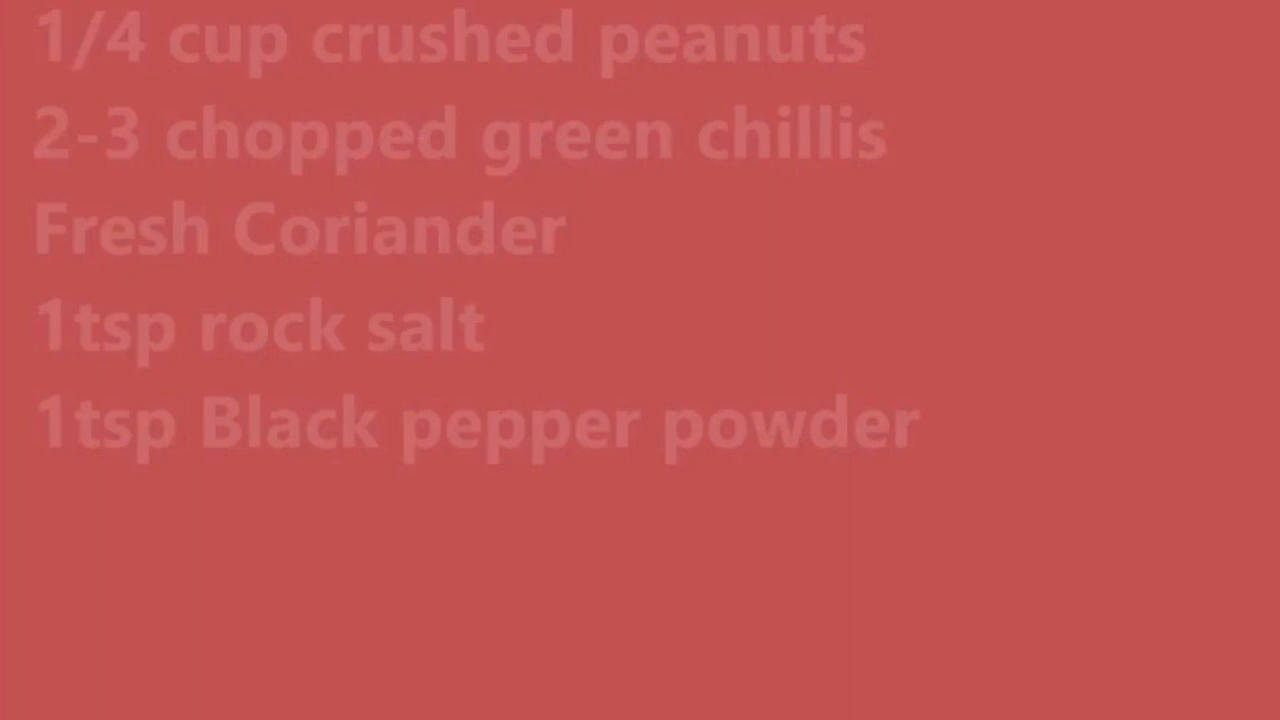 1/4 cup crushed peanuts
2-3 chopped green chillis
Fresh Coriander
1tsp rock salt
1tsp Black pepper powder